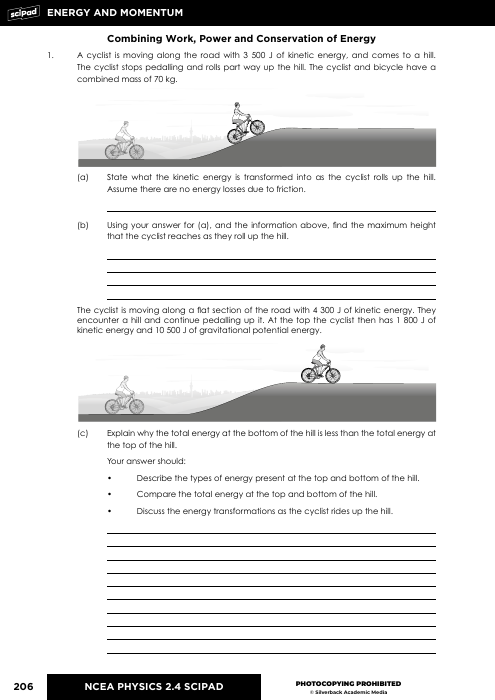 scipad ENERGY AND MOMENTUM
Combining Work, Power and Conservation of Energy
1. A cyclist is moving along the road with 3 500 J of kinetic energy, and comes to a hill.
The cyclist stops pedalling and rolls part way up the hill. The cyclist and bicycle have a
combined mass of 70 kg.
(a) State what the kinetic energy is transformed into as the cyclist rolls up the hill.
Assume there are no energy losses due to friction.
(b) Using your answer for (a), and the information above, find the maximum height
that the cyclist reaches as they roll up the hill.
The cyclist is moving along a flat section of the road with 4 300 J of kinetic energy. They
encounter a hill and continue pedalling up it. At the top the cyclist then has 1 800 J of
kinetic energy and 10 500 J of gravitational potential energy.
(c) Explain why the total energy at the bottom of the hill is less than the total energy at
the top of the hill.
Your answer should:
• Describe the types of energy present at the top and bottom of the hill.
• Compare the total energy at the top and bottom of the hill.
• Discuss the energy transformations as the cyclist rides up the hill.
206 NCEA PHYSICS 2.4 SCIPAD PHOTOCOPYING PROHIBITED
© Silverback Academic Media